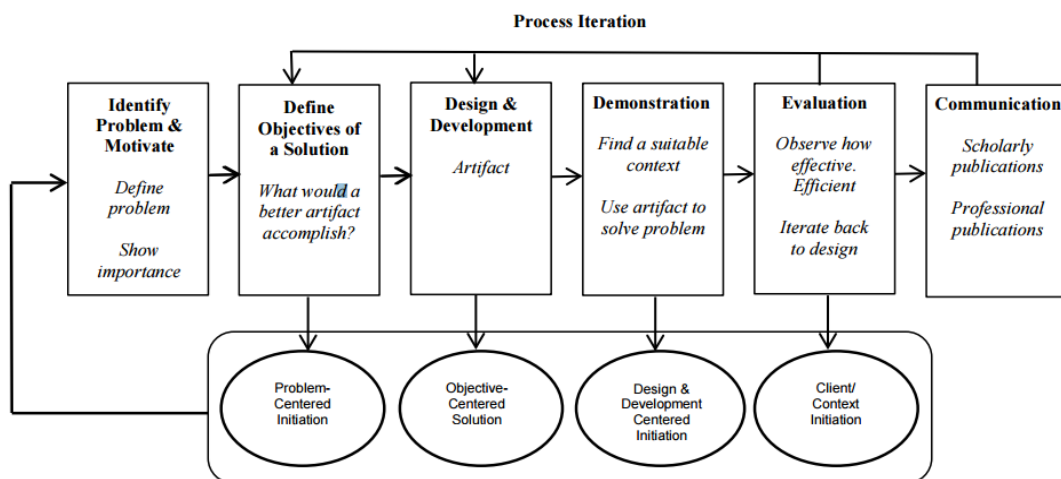 Process Iteration
Identify
Problem &
Motivate
Define
problem
Show
importance
Define
Objectives of
a Solution
What would a
better artifact
accomplish?
Design &
Development
Artifact
Demonstration
Find a suitable
context
Use artifact to
solve problem
Evaluation
Observe how
effective.
Efficient
Iterate back
to design
Communication
Scholarly
publications
Professional
publications
Problem-
Centered
Initiation
Objective-
Centered
Solution
Design &
Development
Centered
Initiation
Client/
Context
Initiation